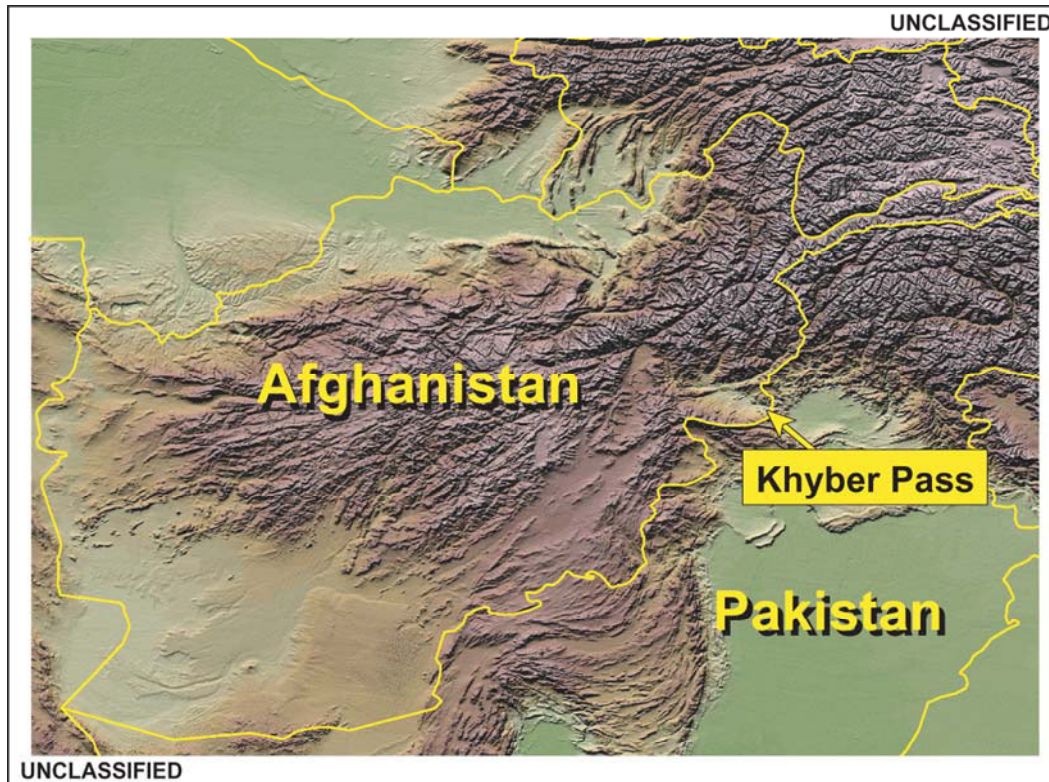 UNCLASSIFIED
Afghanistan
Khyber Pass
Pakistan
UNCLASSIFIED